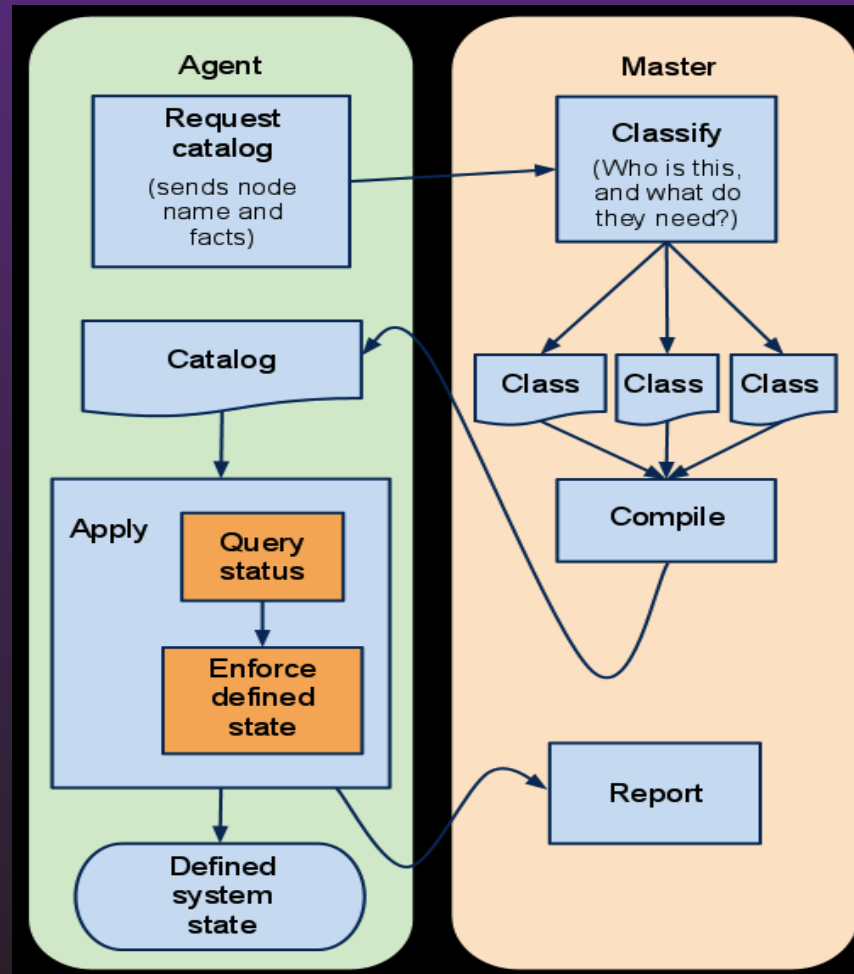 Agent
Request
catalog
(sends node
name and
facts)
Catalog
Apply
Query
status
Enforce
defined
state
Defined
system
state
Master
Classify
(Who is this,
and what do
they need?)
Class
Class
Class
Compile
Report